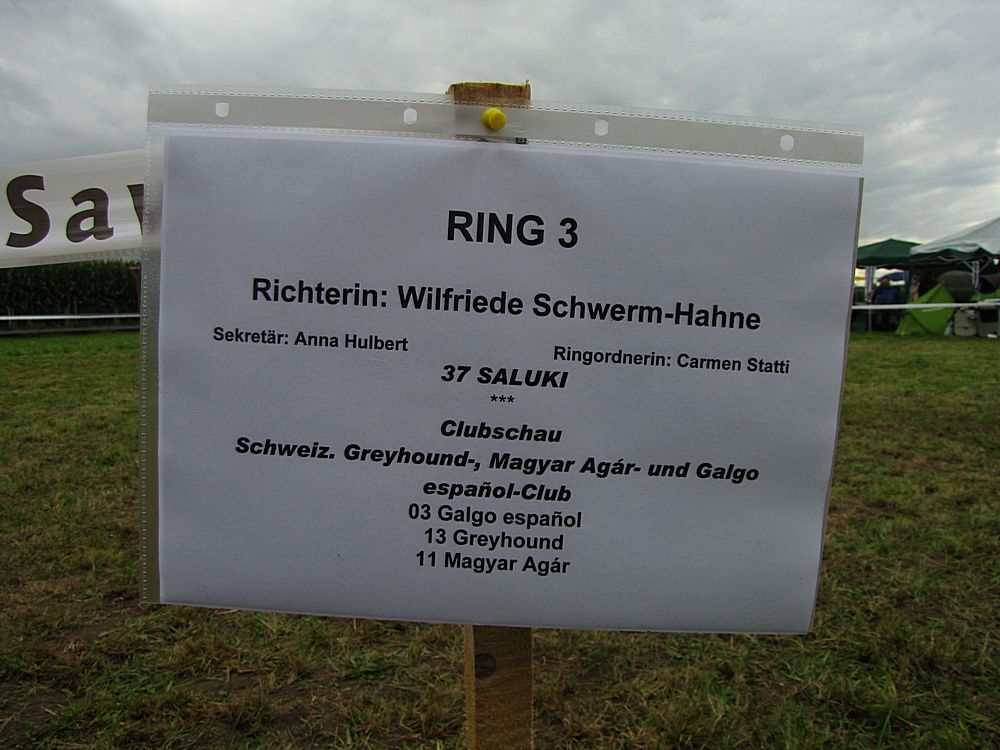 Sav
RING 3
Richterin: Wilfriede Schwerm-Hahne
Sekretär: Anna Hulbert
Ringordnerin: Carmen Statti
37 SALUKI
***
Clubschau
Schweiz. Greyhound-, Magyar Agár- und Galgo
español-Club
03 Galgo español
13 Greyhound
11 Magyar Agár